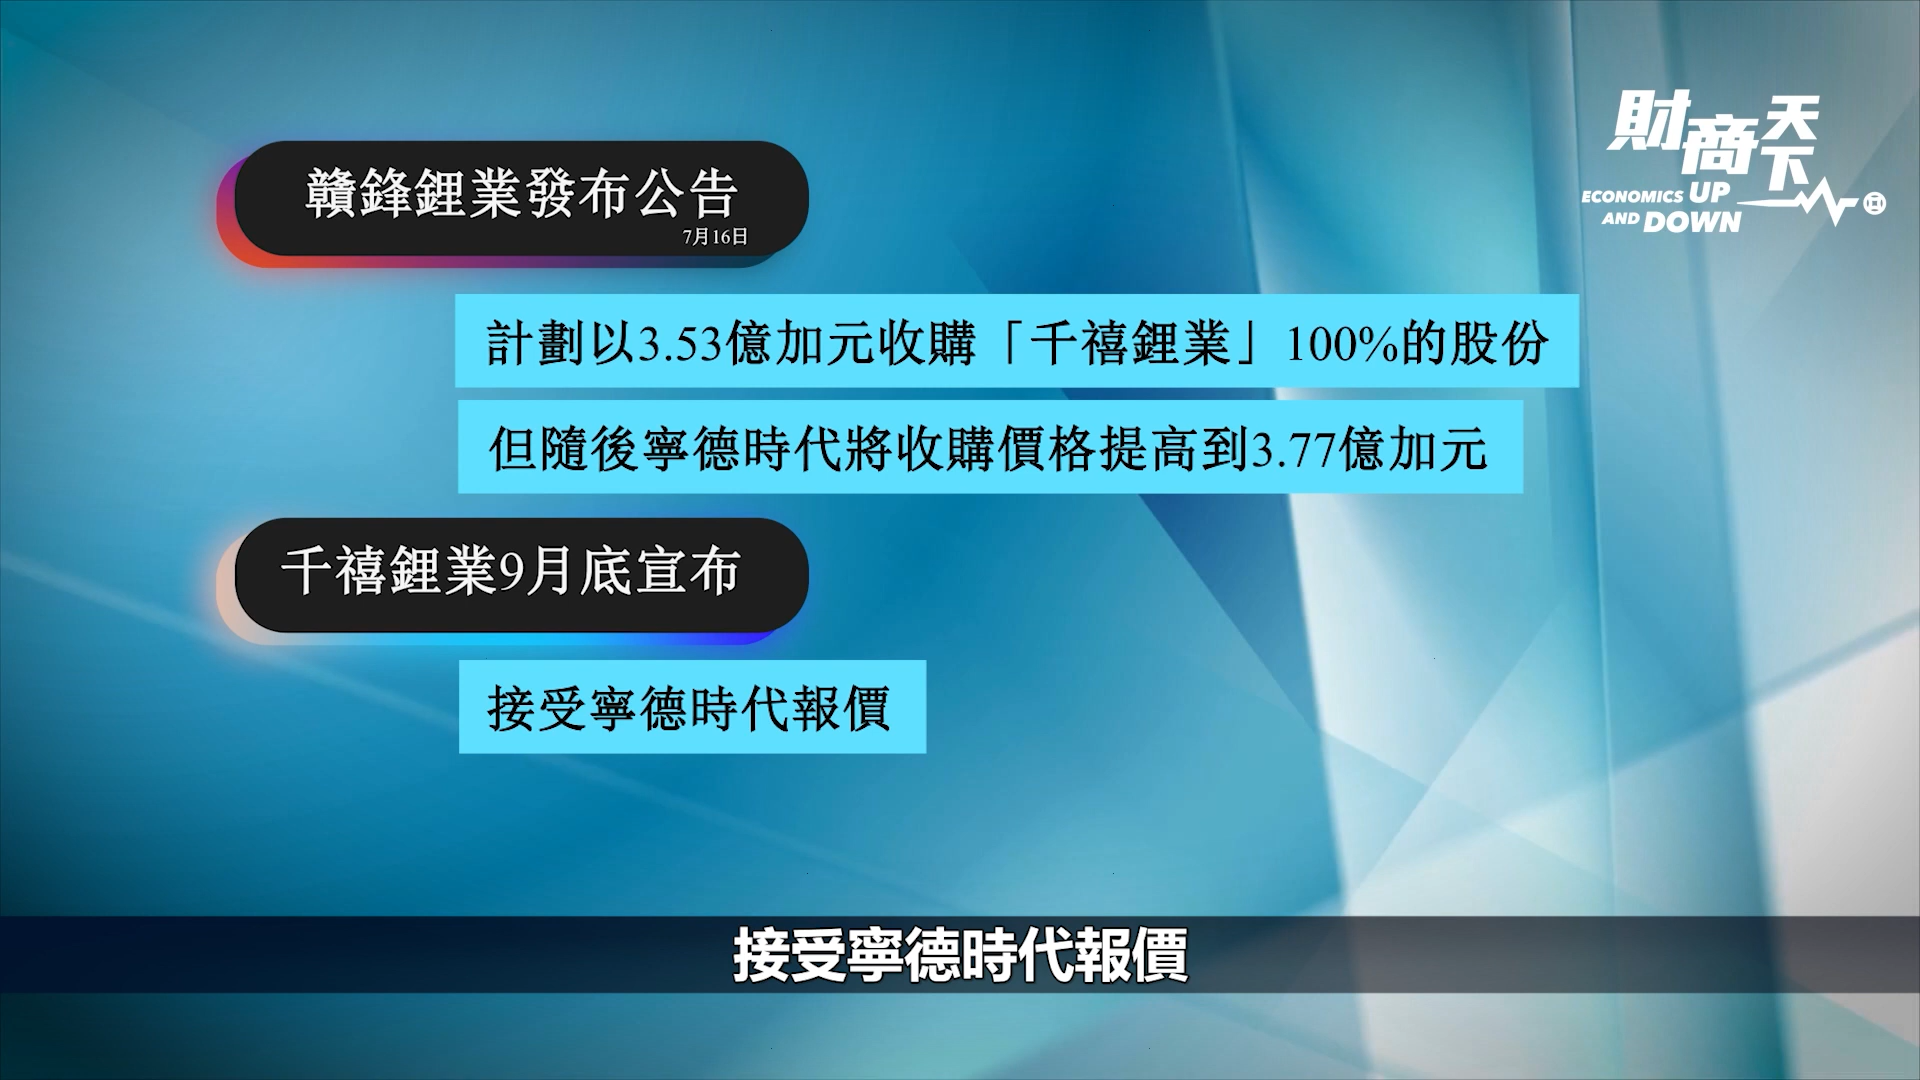 財商天下
ECONOMICS UP
AND DOWN
贛鋒鋰業發布公告
7月16日
計劃以3.53億加元收購「千禧鋰業」100%的股份
但隨後寧德時代將收購價格提高到3.77億加元
千禧鋰業9月底宣布
接受寧德時代報價
接受寧德時代報價